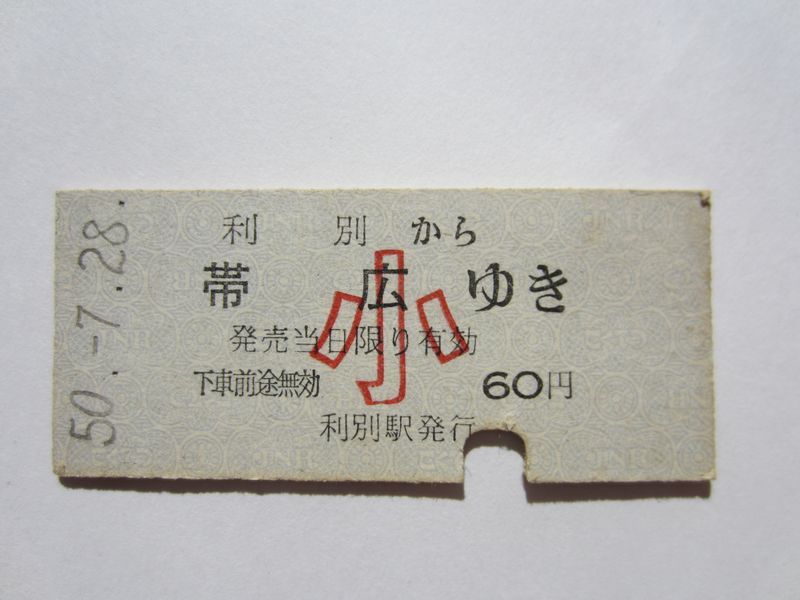 50.-7.28.
利別から
帯広ゆき
小
発売当日限り有効
下車前途無効 60円
利別駅発行